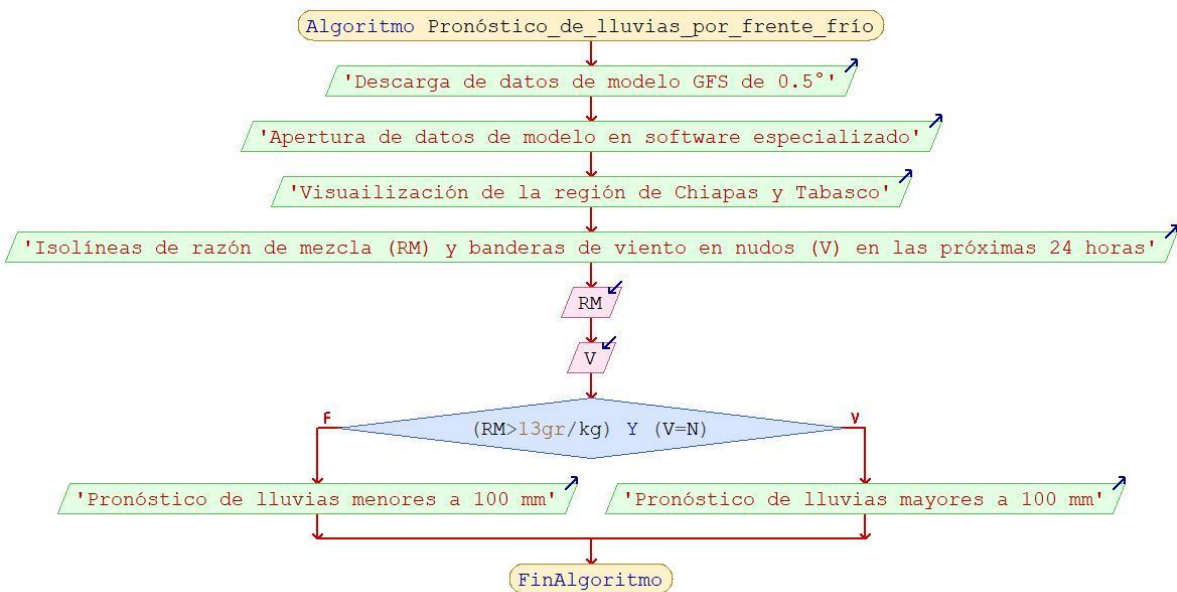 Algoritmo Pronóstico_de_lluvias_por_frente_frío
'Descarga de datos de modelo GFS de 0.5°'
'Apertura de datos de modelo en software especializado'
'Visuailización de la región de Chiapas y Tabasco'
'Isolíneas de razón de mezcla (RM) y banderas de viento en nudos (V) en las próximas 24 horas'
RM
V
F
V
(RM>13gr/kg) Y (V=N)
'Pronóstico de lluvias menores a 100 mm'
'Pronóstico de lluvias mayores a 100 mm'
FinAlgoritmo